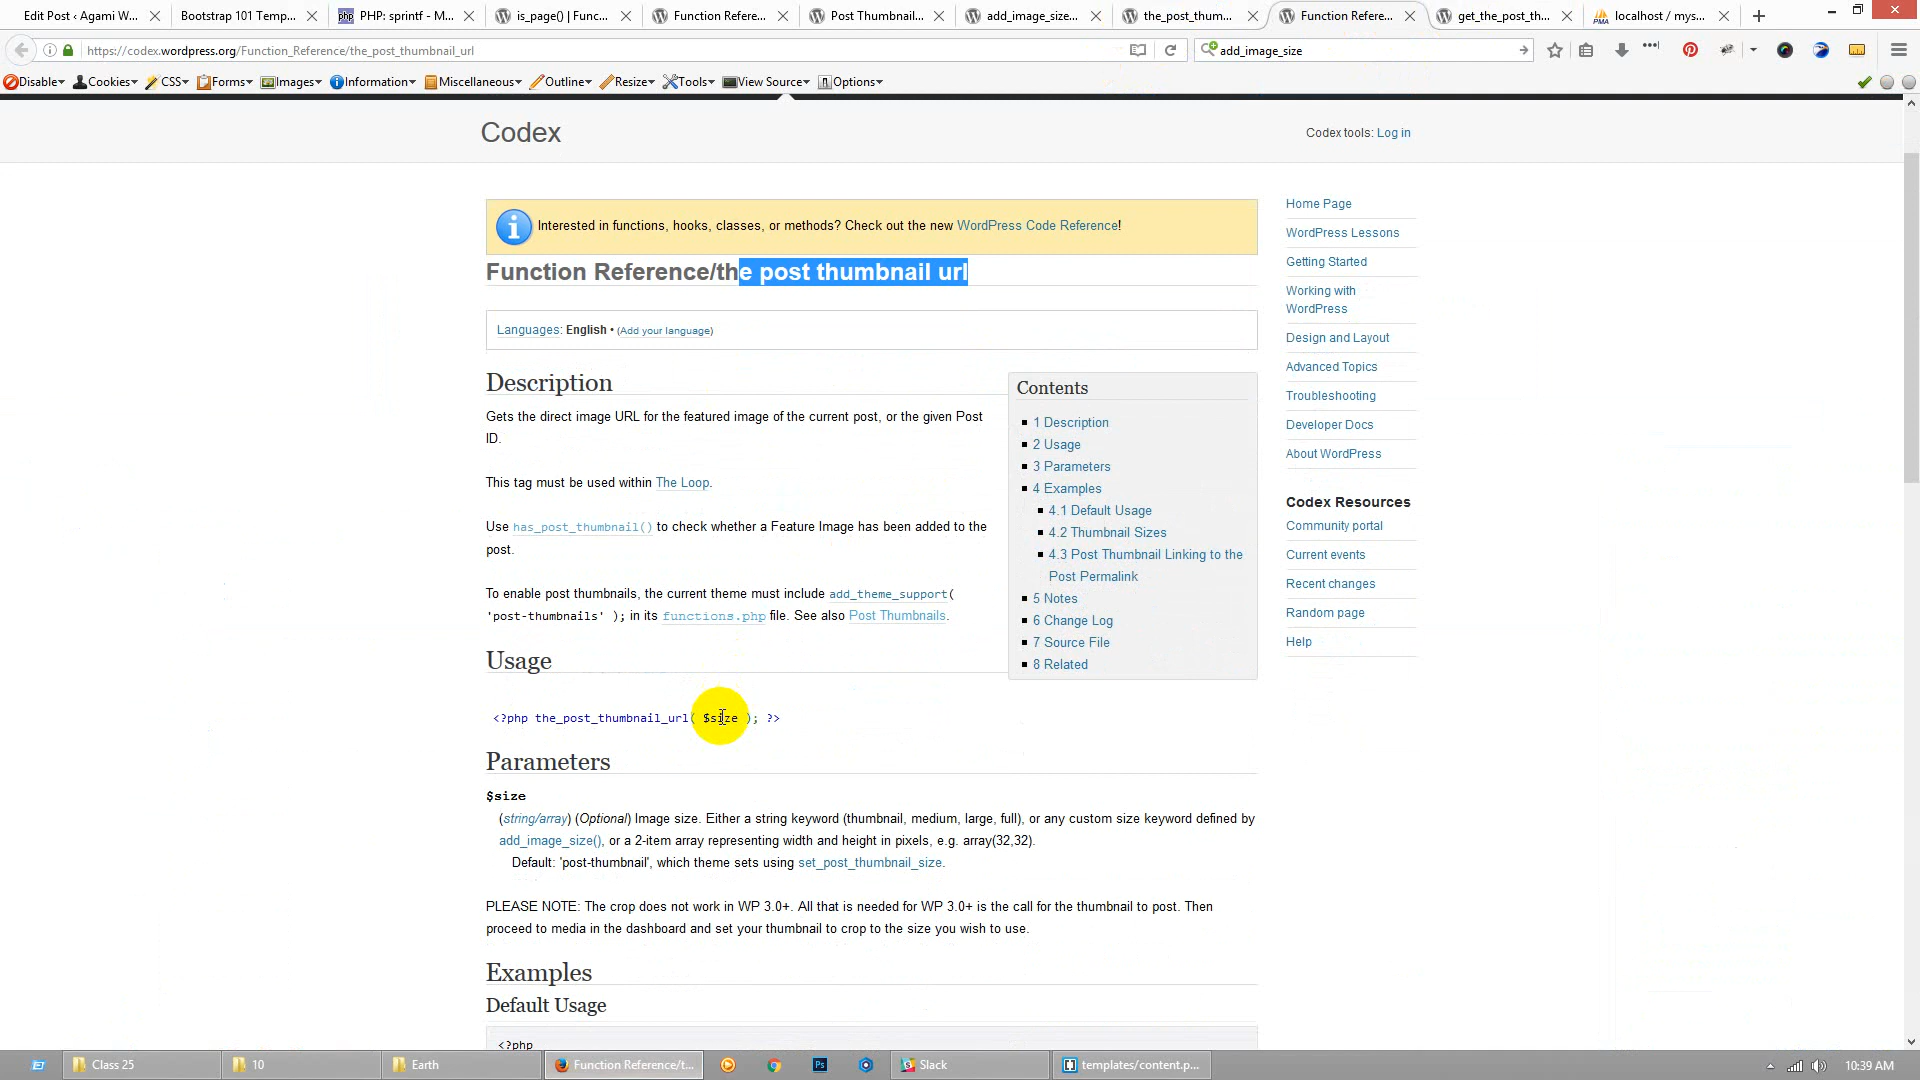 Edit Post ‹ Agami W...
Bootstrap 101 Temp...
PHP: sprintf - M...
is_page() | Func...
Function Refere...
Post Thumbnail...
add_image_size...
the_post_thum...
Function Refere...
get_the_post_th...
localhost / mys...
https://codex.wordpress.org/Function_Reference/the_post_thumbnail_url
add_image_size
Disable
Cookies
CSS
Forms
Images
Information
Miscellaneous
Outline
Resize
Tools
View Source
Options
Codex
Codex tools: Log in
Interested in functions, hooks, classes, or methods? Check out the new WordPress Code Reference!
Function Reference/the post thumbnail url
Languages: English • (Add your language)
Description
Gets the direct image URL for the featured image of the current post, or the given Post
ID.
This tag must be used within The Loop.
Use has_post_thumbnail() to check whether a Feature Image has been added to the
post.
To enable post thumbnails, the current theme must include add_theme_support(
'post-thumbnails' ); in its functions.php file. See also Post Thumbnails.
Contents
1 Description
2 Usage
3 Parameters
4 Examples
4.1 Default Usage
4.2 Thumbnail Sizes
4.3 Post Thumbnail Linking to the
Post Permalink
5 Notes
6 Change Log
7 Source File
8 Related
Usage
<?php the_post_thumbnail_url( $size ); ?>
Parameters
$size
(string/array) (Optional) Image size. Either a string keyword (thumbnail, medium, large, full), or any custom size keyword defined by
add_image_size(), or a 2-item array representing width and height in pixels, e.g. array(32,32).
Default: 'post-thumbnail', which theme sets using set_post_thumbnail_size.
PLEASE NOTE: The crop does not work in WP 3.0+. All that is needed for WP 3.0+ is the call for the thumbnail to post. Then
proceed to media in the dashboard and set your thumbnail to crop to the size you wish to use.
Examples
Default Usage
<?php
Home Page
WordPress Lessons
Getting Started
Working with
WordPress
Design and Layout
Advanced Topics
Troubleshooting
Developer Docs
About WordPress
Codex Resources
Community portal
Current events
Recent changes
Random page
Help
Class 25
10
Earth
Function Reference/t...
Slack
templates/content.p...
10:39 AM